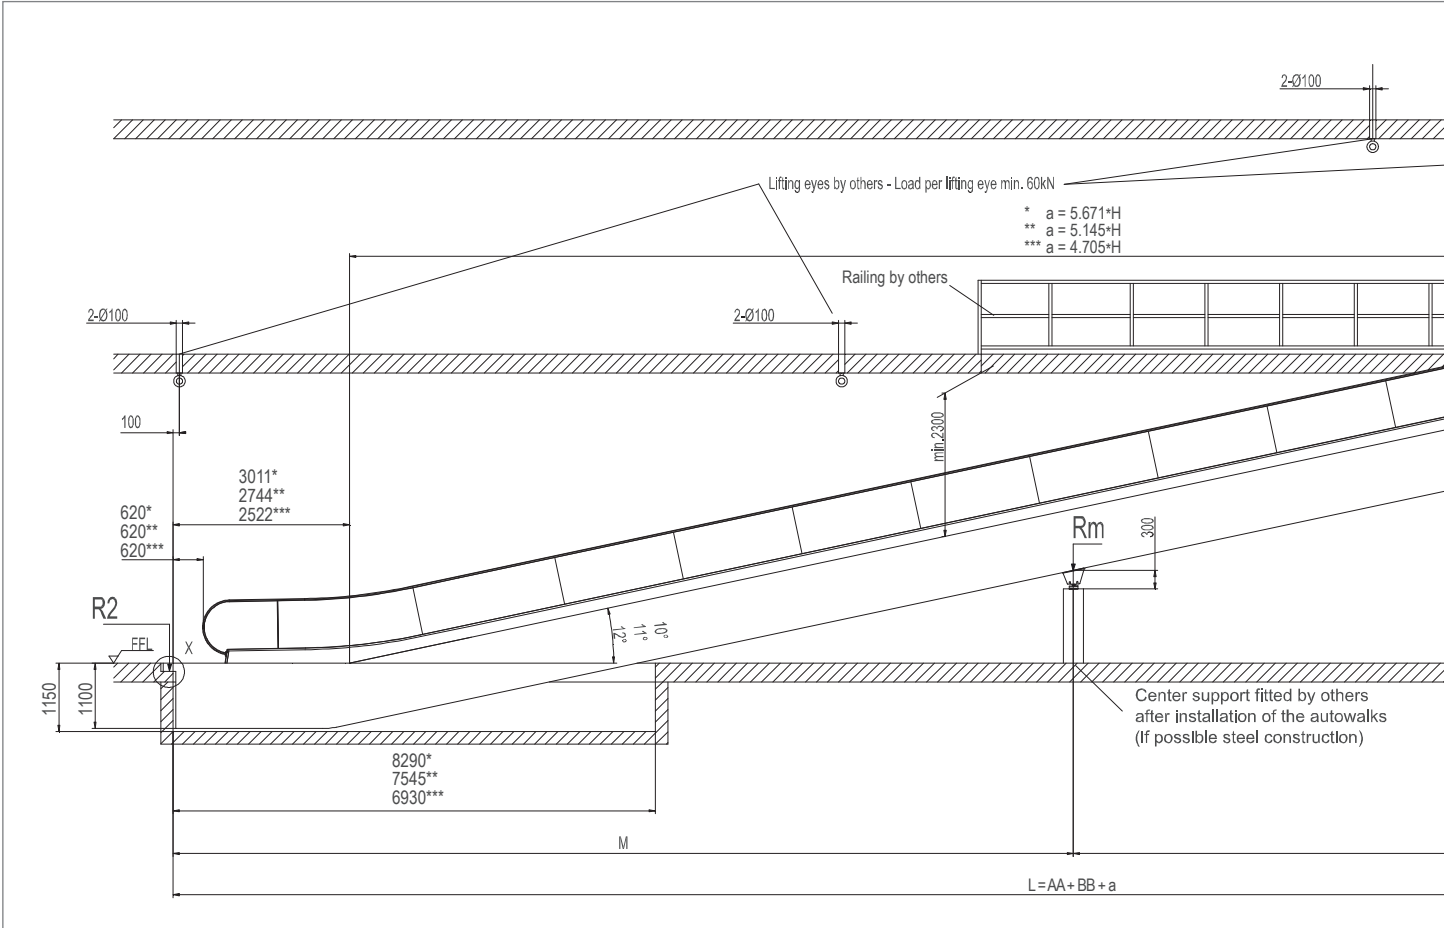 2-Ø100
Lifting eyes by others - Load per lifting eye min. 60kN
* a = 5.671*H
** a = 5.145*H
*** a = 4.705*H
Railing by others
2-Ø100
2-Ø100
100
min.2300
3011*
2744**
2522***
620*
620**
620***
Rm
300
R2
FFL
X
10°
11°
12°
1150
1100
Center support fitted by others
after installation of the autowalks
(If possible steel construction)
8290*
7545**
6930***
M
L=AA+BB+a